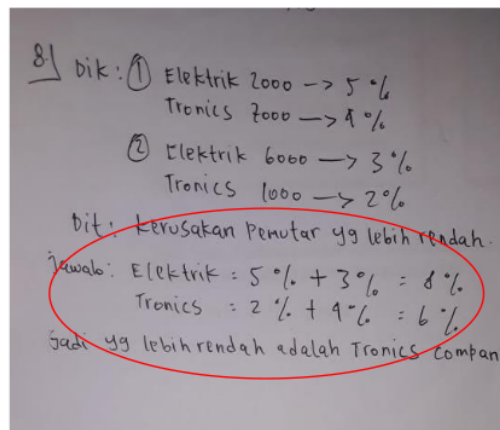 8.] Dik : ① Elektrik 2000 —> 5 %
Tronics 7000 —> 4 %
② Elektrik 6000 —> 3 %
Tronics 1000 —> 2 %
Dit : kerusakan pemutar yg lebih rendah.
jawab : Elektrik = 5 % + 3 % = 8 %
Tronics = 2 % + 4 % = 6 %
jadi yg lebih rendah adalah Tronics Compan